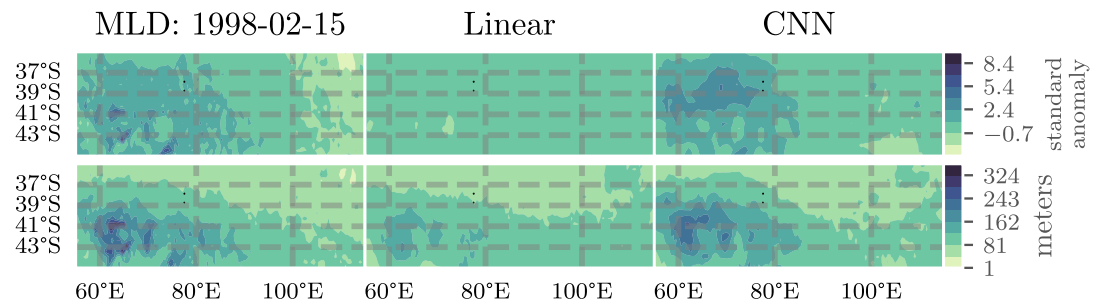 MLD: 1998-02-15 Linear CNN
37°S
39°S
41°S
43°S
8.4
5.4
2.4
−0.7
standard
anomaly
37°S
39°S
41°S
43°S
324
243
162
81
1
meters
60°E 80°E 100°E 60°E 80°E 100°E 60°E 80°E 100°E